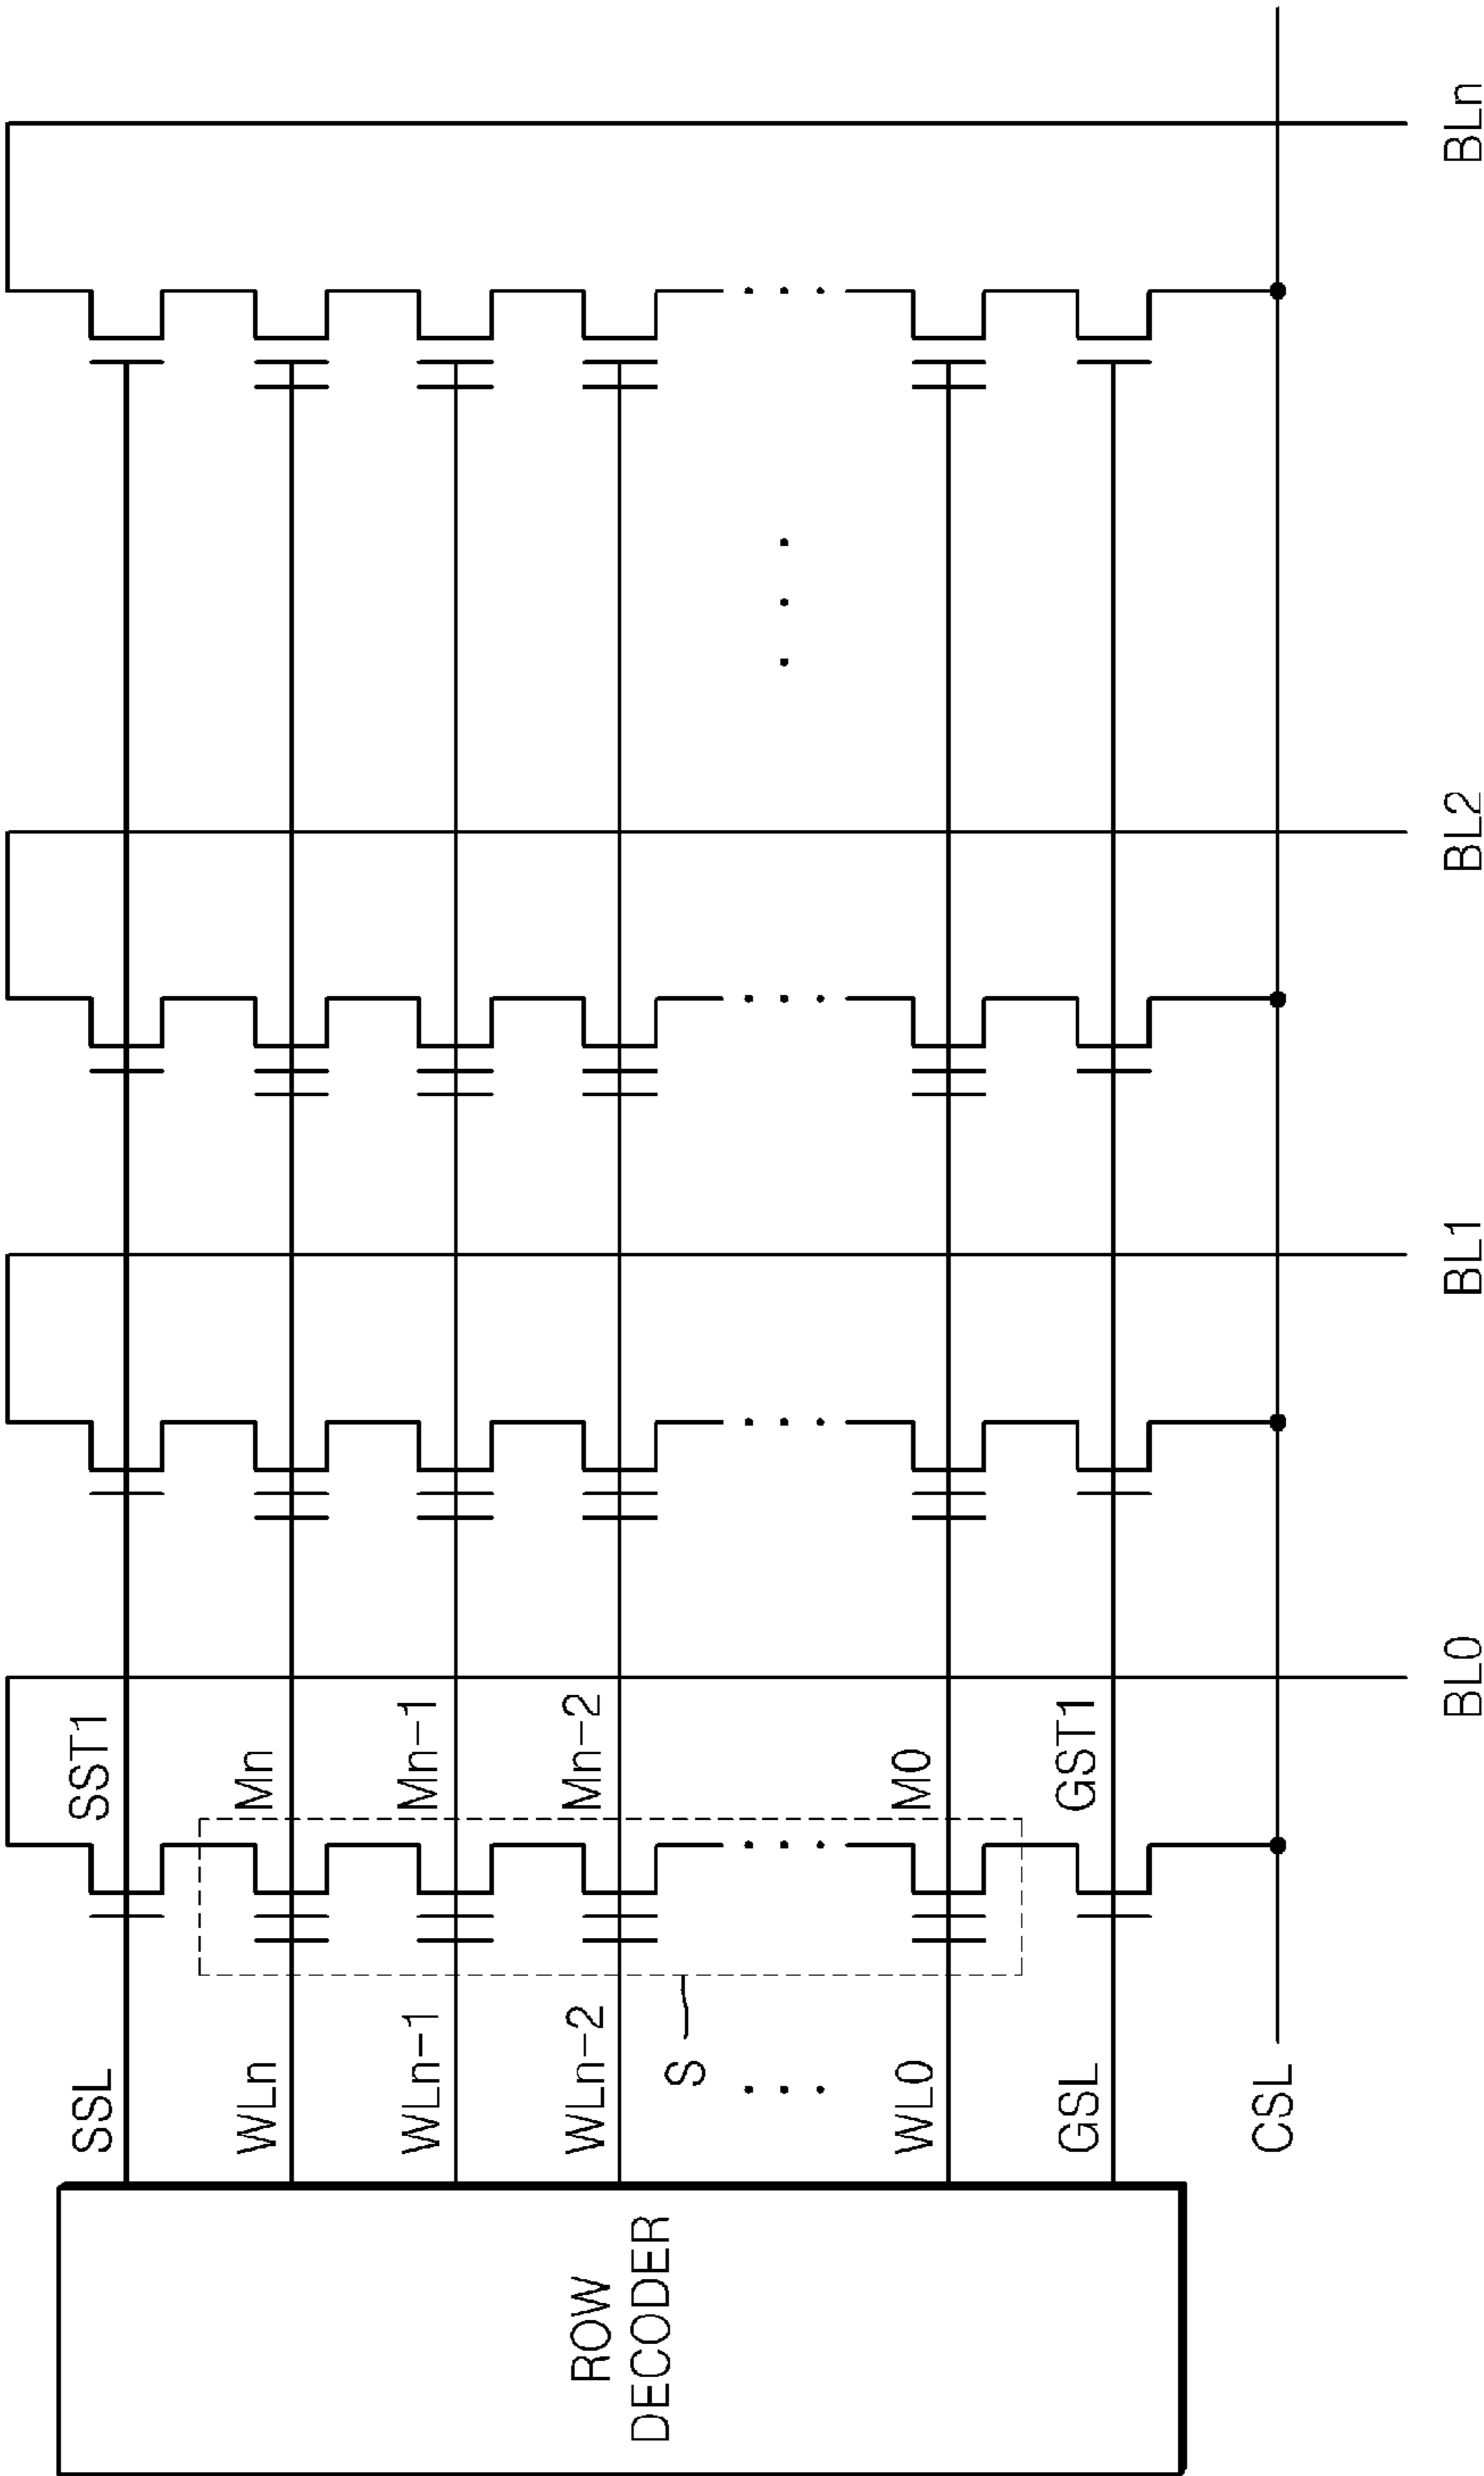 ROW
DECODER
SSL
WLn
WLn-1
WLn-2
S
WL0
GSL
CSL
SST1
Mn
Mn-1
Mn-2
M0
GST1
BL0
BL1
BL2
BLn